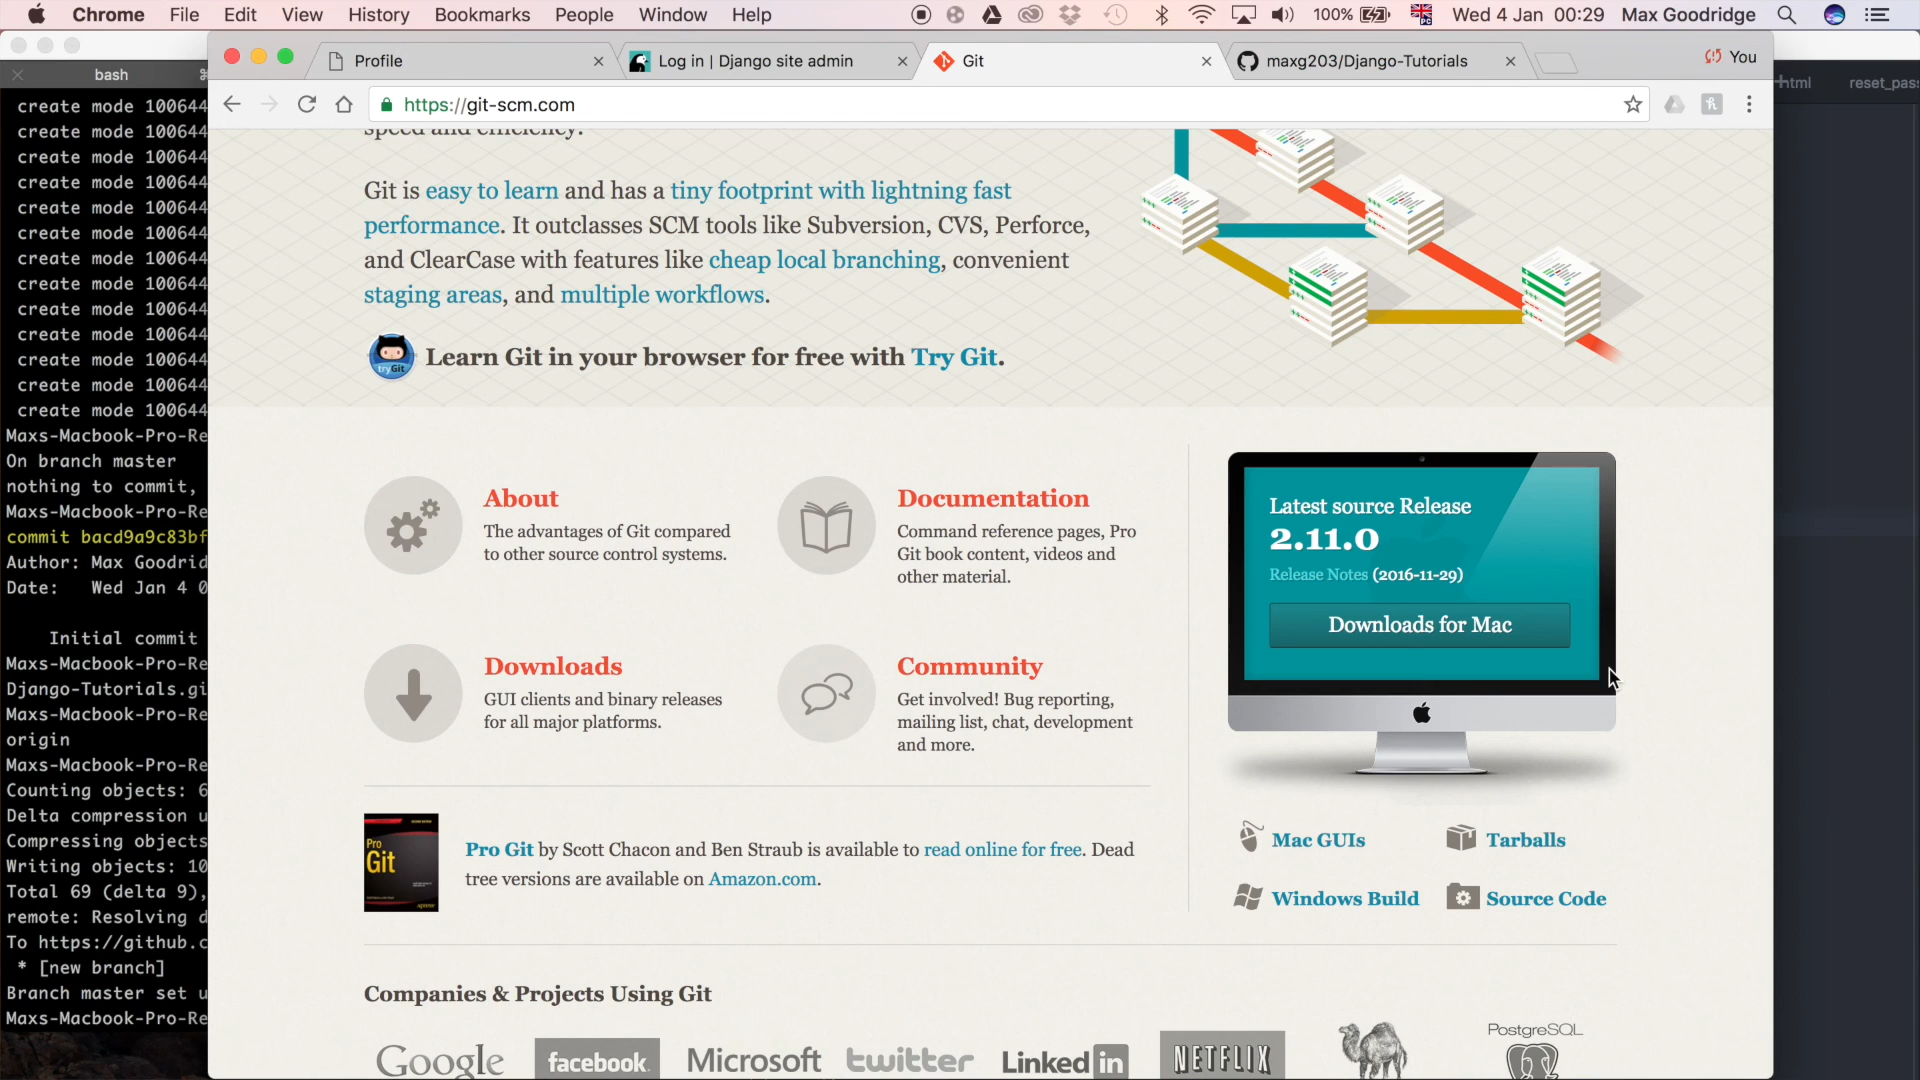 Chrome File Edit View History Bookmarks People Window Help 100% Wed 4 Jan 00:29 Max Goodridge
bash
Profile Log in | Django site admin Git maxg203/Django-Tutorials You
html reset_pas
https://git-scm.com
speed and efficiency.
Git is easy to learn and has a tiny footprint with lightning fast
performance. It outclasses SCM tools like Subversion, CVS, Perforce,
and ClearCase with features like cheap local branching, convenient
staging areas, and multiple workflows.
tryGit
Learn Git in your browser for free with Try Git.
About
The advantages of Git compared
to other source control systems.
Documentation
Command reference pages, Pro
Git book content, videos and
other material.
Downloads
GUI clients and binary releases
for all major platforms.
Community
Get involved! Bug reporting,
mailing list, chat, development
and more.
Latest source Release
2.11.0
Release Notes (2016-11-29)
Downloads for Mac
Mac GUIs Tarballs
Windows Build Source Code
Pro
Git
Pro Git by Scott Chacon and Ben Straub is available to read online for free. Dead
tree versions are available on Amazon.com.
Companies & Projects Using Git
Google facebook Microsoft twitter Linked in NETFLIX PostgreSQL
create mode 100644
create mode 100644
create mode 100644
create mode 100644
create mode 100644
create mode 100644
create mode 100644
create mode 100644
create mode 100644
create mode 100644
create mode 100644
create mode 100644
create mode 100644
Maxs-Macbook-Pro-Re
On branch master
nothing to commit,
Maxs-Macbook-Pro-Re
commit bacd9a9c83bf
Author: Max Goodrid
Date: Wed Jan 4 0
Initial commit
Maxs-Macbook-Pro-Re
Django-Tutorials.gi
Maxs-Macbook-Pro-Re
origin
Maxs-Macbook-Pro-Re
Counting objects: 6
Delta compression u
Compressing objects
Writing objects: 10
Total 69 (delta 9),
remote: Resolving d
To https://github.c
* [new branch]
Branch master set u
Maxs-Macbook-Pro-Re